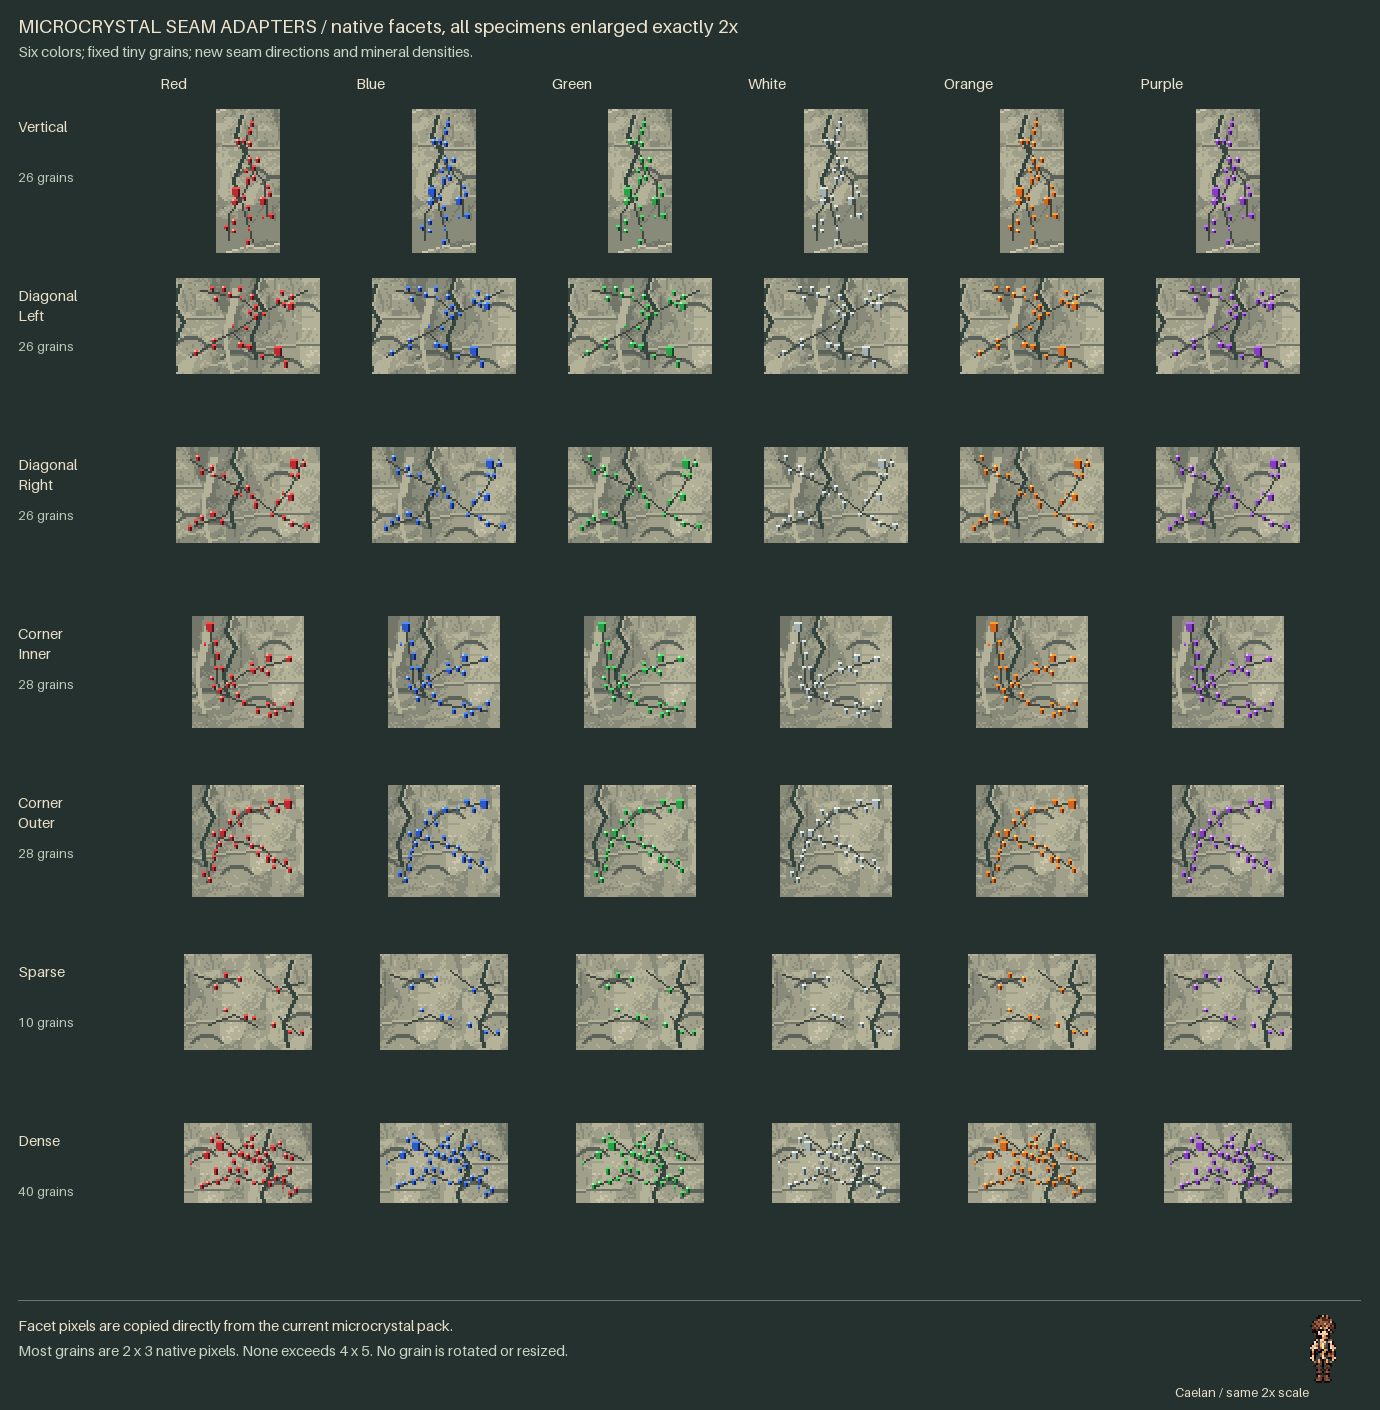 MICROCRYSTAL SEAM ADAPTERS / native facets, all specimens enlarged exactly 2x
Six colors; fixed tiny grains; new seam directions and mineral densities.
Red Blue Green White Orange Purple
Vertical
26 grains
Diagonal
Left
26 grains
Diagonal
Right
26 grains
Corner
Inner
28 grains
Corner
Outer
28 grains
Sparse
10 grains
Dense
40 grains
Facet pixels are copied directly from the current microcrystal pack.
Most grains are 2 x 3 native pixels. None exceeds 4 x 5. No grain is rotated or resized.
Caelan / same 2x scale